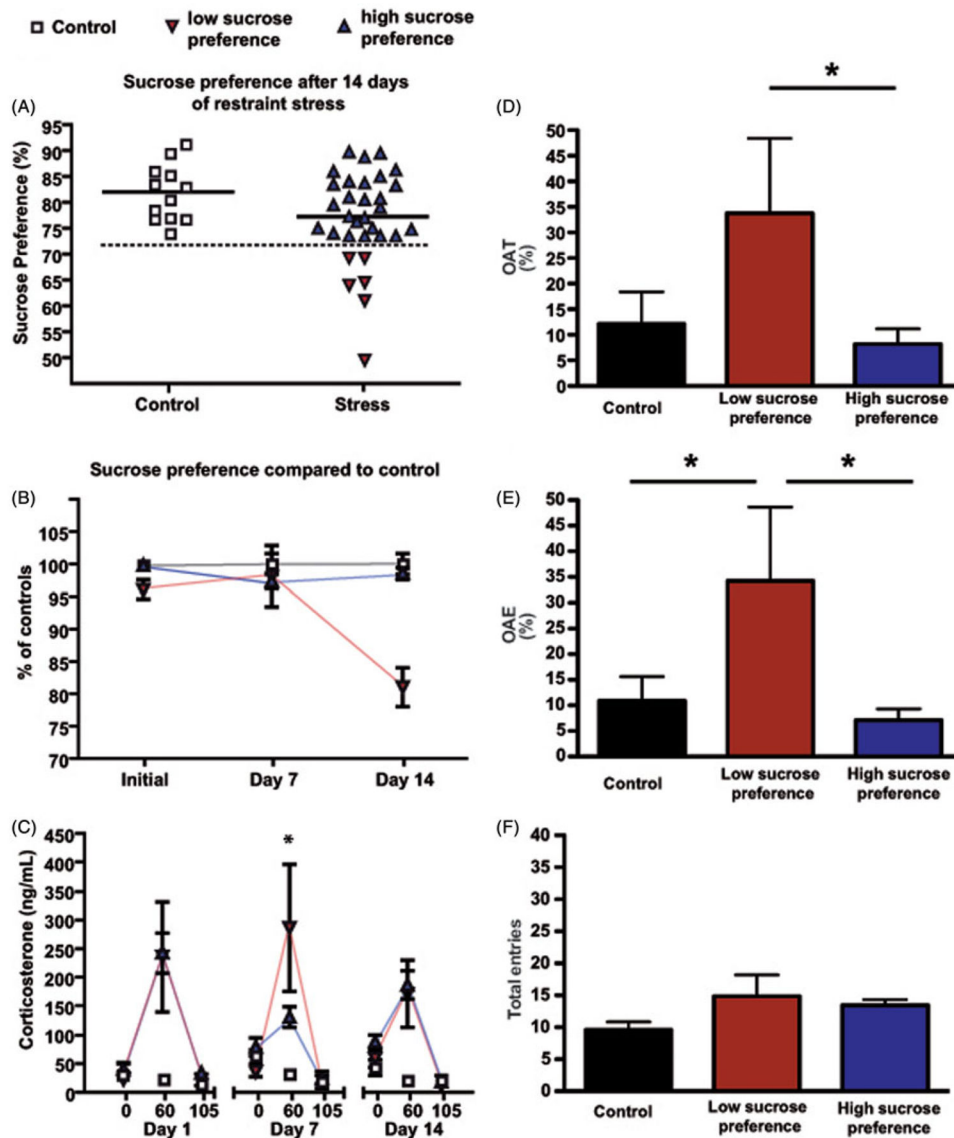 Control
low sucrose
preference
high sucrose
preference
(A)
Sucrose preference after 14 days
of restraint stress
Sucrose Preference (%)
95
90
85
80
75
70
65
60
55
50
Control Stress
(B)
Sucrose preference compared to control
% of controls
105
100
95
90
85
80
75
70
Initial Day 7 Day 14
(C)
Corticosterone (ng/mL)
450
400
350
300
250
200
150
100
50
0
*
0 60 105 0 60 105 0 60 105
Day 1 Day 7 Day 14
(D)
*
OAT
(%)
50
45
40
35
30
25
20
15
10
5
0
Control
Low sucrose
preference
High sucrose
preference
(E)
* *
OAE
(%)
50
45
40
35
30
25
20
15
10
5
0
Control
Low sucrose
preference
High sucrose
preference
(F)
Total entries
40
35
30
25
20
15
10
5
0
Control
Low sucrose
preference
High sucrose
preference